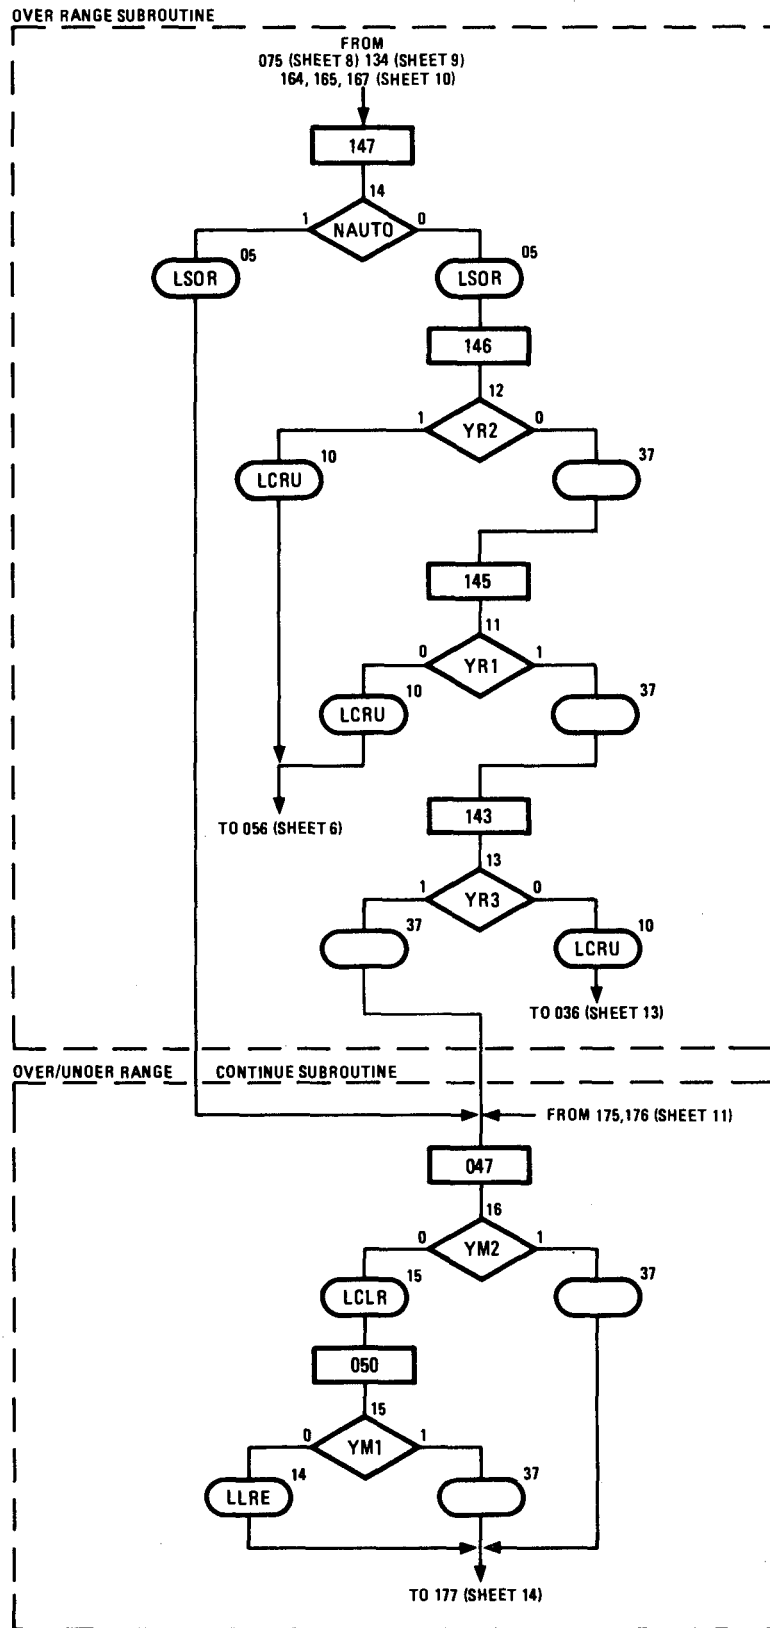 OVER RANGE SUBROUTINE
FROM
075 (SHEET 8) 134 (SHEET 9)
164, 165, 167 (SHEET 10)
147
14
1 NAUTO 0
05 05
LSOR LSOR
146
12
1 YR2 0
10 37
LCRU
145
11
0 YR1 1
10 37
LCRU
TO 056 (SHEET 6)
143
13
1 YR3 0
37 10
LCRU
TO 036 (SHEET 13)
OVER/UNDER RANGE CONTINUE SUBROUTINE
FROM 175,176 (SHEET 11)
047
16
0 YM2 1
15 37
LCLR
050
15
0 YM1 1
14 37
LLRE
TO 177 (SHEET 14)